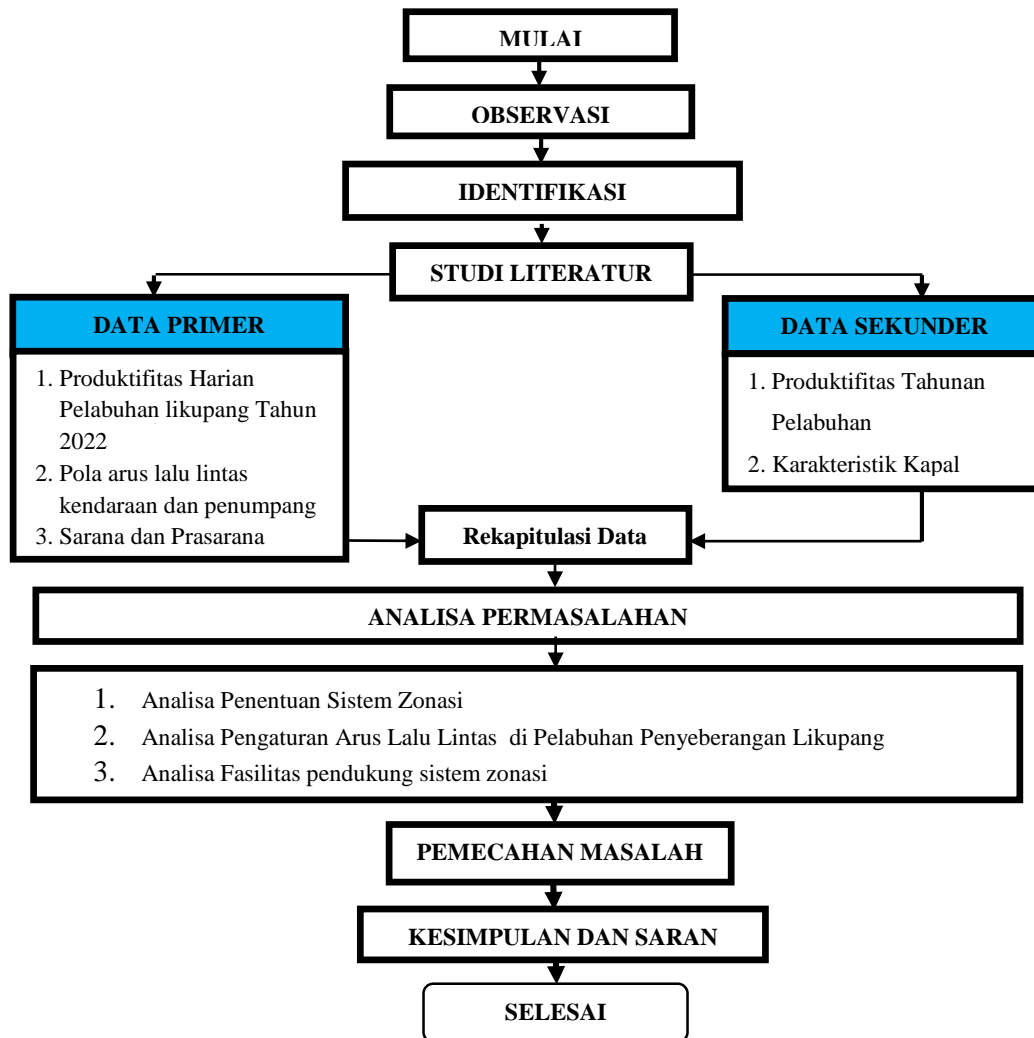 MULAI
OBSERVASI
IDENTIFIKASI
STUDI LITERATUR
DATA PRIMER
1. Produktifitas Harian
Pelabuhan likupang Tahun
2022
2. Pola arus lalu lintas
kendaraan dan penumpang
3. Sarana dan Prasarana
DATA SEKUNDER
1. Produktifitas Tahunan
Pelabuhan
2. Karakteristik Kapal
Rekapitulasi Data
ANALISA PERMASALAHAN
1. Analisa Penentuan Sistem Zonasi
2. Analisa Pengaturan Arus Lalu Lintas di Pelabuhan Penyeberangan Likupang
3. Analisa Fasilitas pendukung sistem zonasi
PEMECAHAN MASALAH
KESIMPULAN DAN SARAN
SELESAI